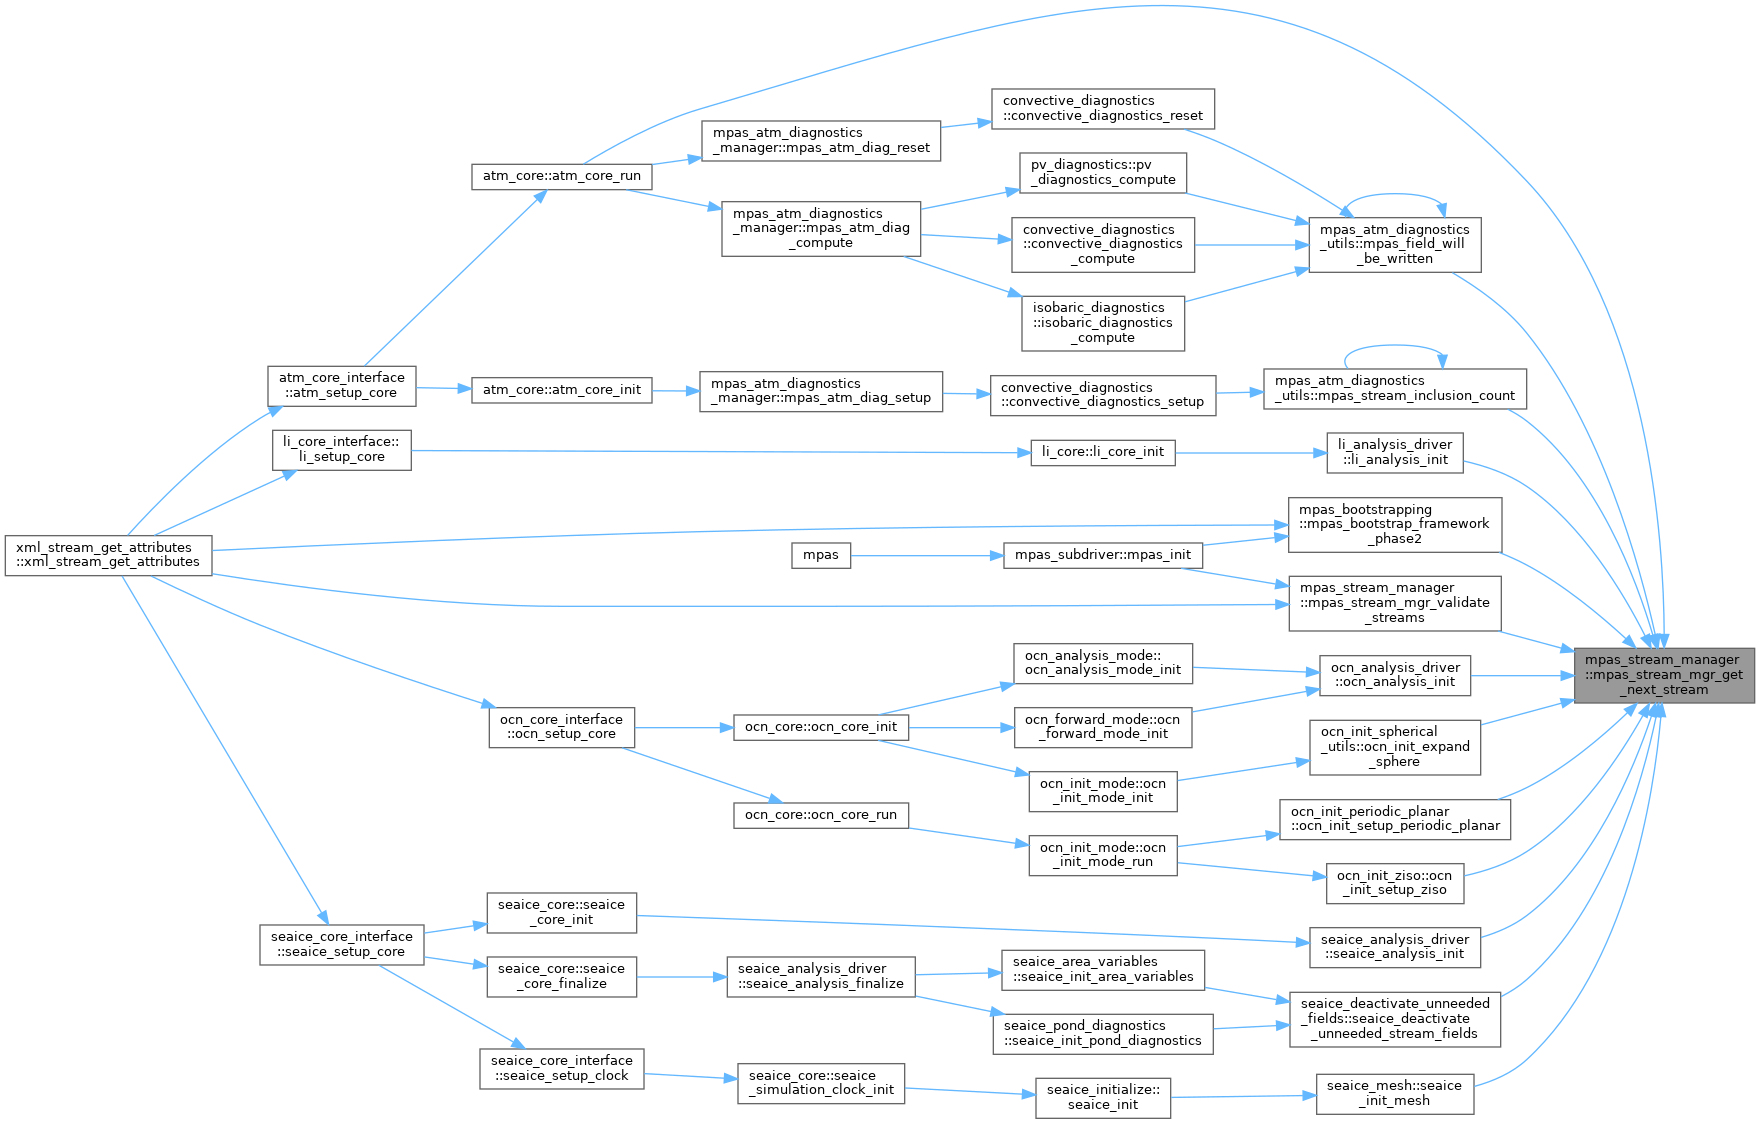 convective_diagnostics
::convective_diagnostics_reset
mpas_atm_diagnostics
_manager::mpas_atm_diag_reset
pv_diagnostics::pv
_diagnostics_compute
atm_core::atm_core_run
mpas_atm_diagnostics
_manager::mpas_atm_diag
_compute
convective_diagnostics
::convective_diagnostics
_compute
mpas_atm_diagnostics
_utils::mpas_field_will
_be_written
isobaric_diagnostics
::isobaric_diagnostics
_compute
atm_core_interface
::atm_setup_core
atm_core::atm_core_init
mpas_atm_diagnostics
_manager::mpas_atm_diag_setup
convective_diagnostics
::convective_diagnostics_setup
mpas_atm_diagnostics
_utils::mpas_stream_inclusion_count
li_core_interface::
li_setup_core
li_core::li_core_init
li_analysis_driver
::li_analysis_init
xml_stream_get_attributes
::xml_stream_get_attributes
mpas
mpas_subdriver::mpas_init
mpas_bootstrapping
::mpas_bootstrap_framework
_phase2
mpas_stream_manager
::mpas_stream_mgr_validate
_streams
mpas_stream_manager
::mpas_stream_mgr_get
_next_stream
ocn_analysis_mode::
ocn_analysis_mode_init
ocn_analysis_driver
::ocn_analysis_init
ocn_core_interface
::ocn_setup_core
ocn_core::ocn_core_init
ocn_forward_mode::ocn
_forward_mode_init
ocn_init_spherical
_utils::ocn_init_expand
_sphere
ocn_init_mode::ocn
_init_mode_init
ocn_core::ocn_core_run
ocn_init_periodic_planar
::ocn_init_setup_periodic_planar
ocn_init_mode::ocn
_init_mode_run
ocn_init_ziso::ocn
_init_setup_ziso
seaice_core_interface
::seaice_setup_core
seaice_core::seaice
_core_init
seaice_analysis_driver
::seaice_analysis_init
seaice_core::seaice
_core_finalize
seaice_analysis_driver
::seaice_analysis_finalize
seaice_area_variables
::seaice_init_area_variables
seaice_pond_diagnostics
::seaice_init_pond_diagnostics
seaice_deactivate_unneeded
_fields::seaice_deactivate
_unneeded_stream_fields
seaice_core_interface
::seaice_setup_clock
seaice_core::seaice
_simulation_clock_init
seaice_initialize::
seaice_init
seaice_mesh::seaice
_init_mesh